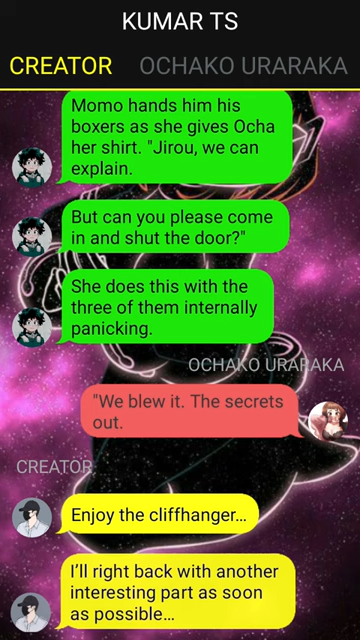 KUMAR TS
CREATOR
OCHAKO URARAKA
Momo hands him his
boxers as she gives Ocha
her shirt. "Jirou, we can
explain.
But can you please come
in and shut the door?"
She does this with the
three of them internally
panicking.
OCHAKO URARAKA
"We blew it. The secrets
out.
CREATOR
Enjoy the cliffhanger...
I'll right back with another
interesting part as soon
as possible...